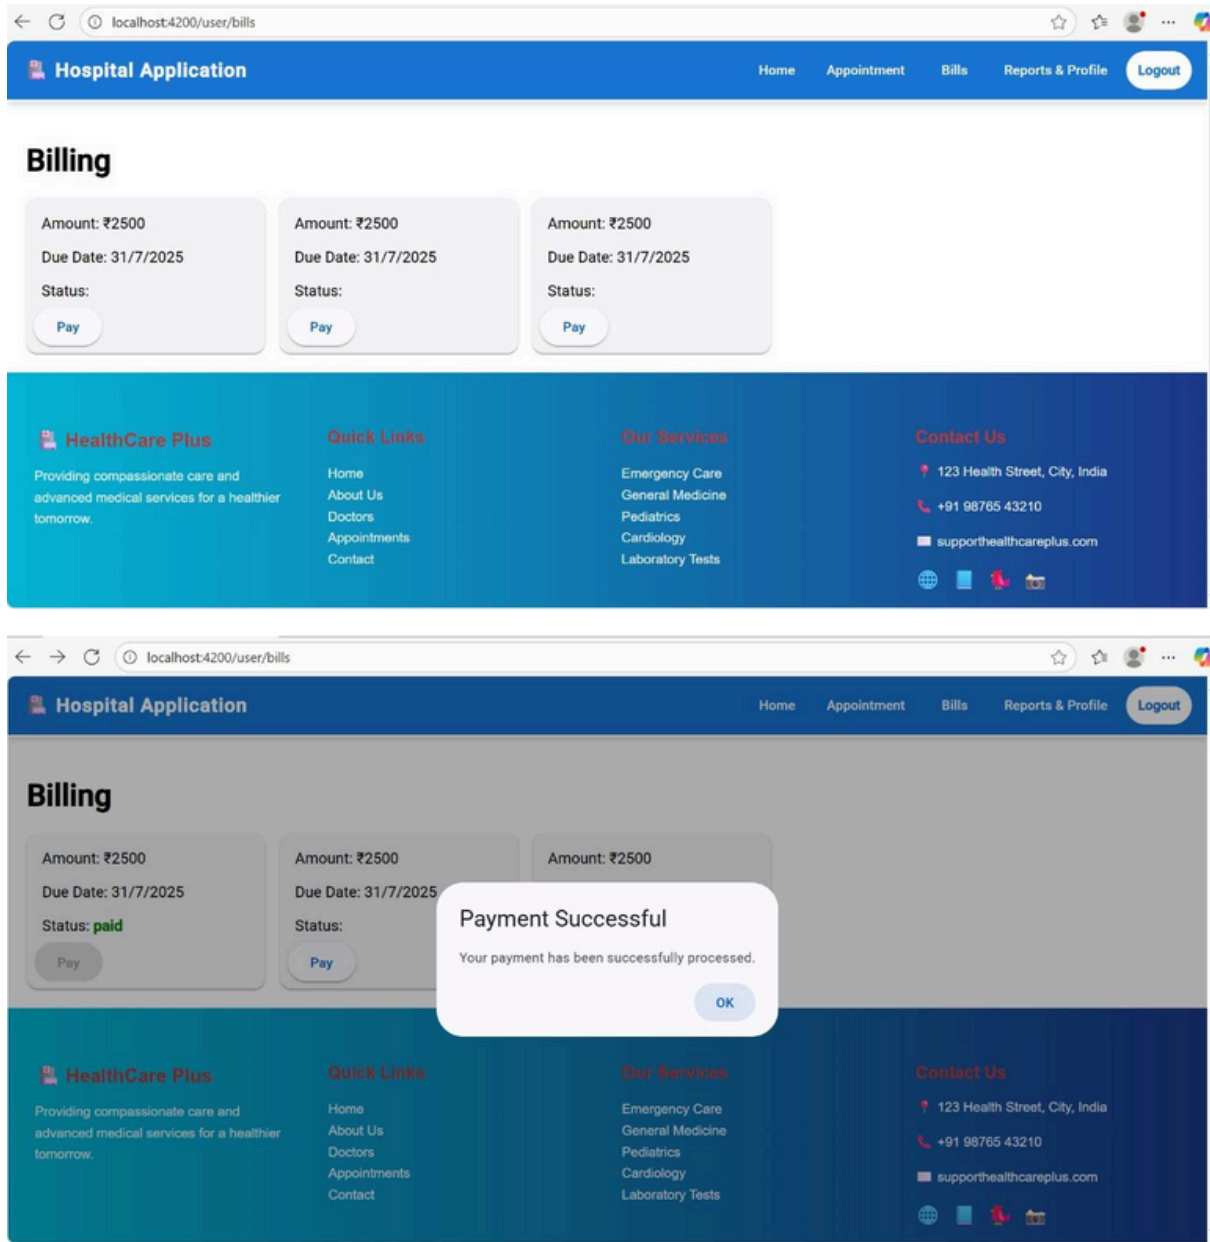 localhost:4200/user/bills
Hospital Application
Home Appointment Bills Reports & Profile Logout
Billing
Amount: ₹2500 Amount: ₹2500 Amount: ₹2500
Due Date: 31/7/2025 Due Date: 31/7/2025 Due Date: 31/7/2025
Status: Status: Status:
Pay Pay Pay
HealthCare Plus
Providing compassionate care and
advanced medical services for a healthier
tomorrow.
Quick Links
Home
About Us
Doctors
Appointments
Contact
Our Services
Emergency Care
General Medicine
Pediatrics
Cardiology
Laboratory Tests
Contact Us
123 Health Street, City, India
+91 98765 43210
supporthealthcareplus.com
localhost:4200/user/bills
Hospital Application
Home Appointment Bills Reports & Profile Logout
Billing
Amount: ₹2500 Amount: ₹2500 Amount: ₹2500
Due Date: 31/7/2025 Due Date: 31/7/2025
Status: paid Status:
Pay Pay
Payment Successful
Your payment has been successfully processed.
OK
HealthCare Plus
Providing compassionate care and
advanced medical services for a healthier
tomorrow.
Quick Links
Home
About Us
Doctors
Appointments
Contact
Our Services
Emergency Care
General Medicine
Pediatrics
Cardiology
Laboratory Tests
Contact Us
123 Health Street, City, India
+91 98765 43210
supporthealthcareplus.com